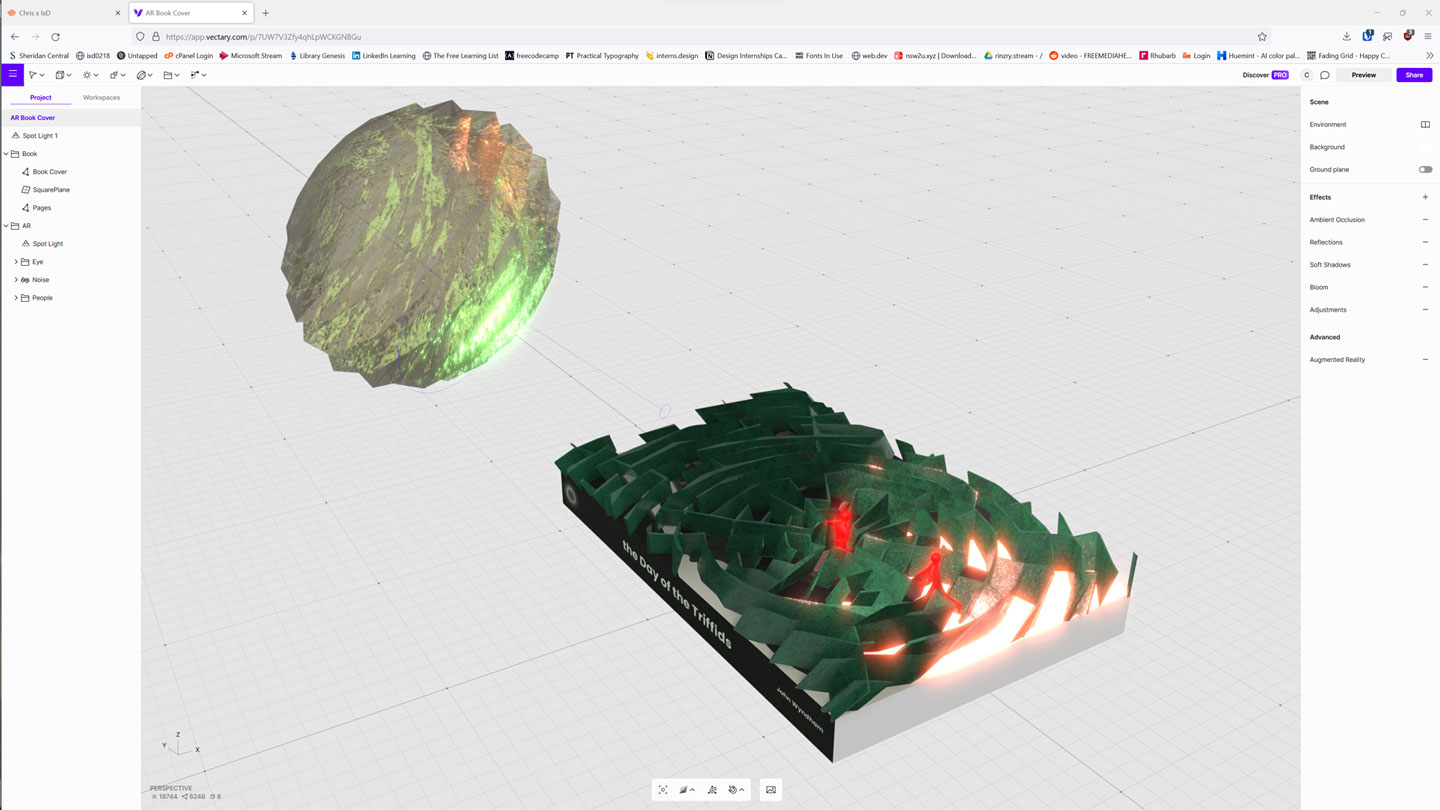 Chris x IxD
AR Book Cover
https://app.vectary.com/p/7UW7V3Zfy4qhLpWCKGNBGu
Sheridan Central ixd0218 Untapped cPanel Login Microsoft Stream Library Genesis LinkedIn Learning The Free Learning List freecodecamp PT Practical Typography interns.design Design Internships Ca... Fonts In Use web.dev nsw2u.xyz | Download... rinzry.stream - / video - FREEMEDIAHE... Rhubarb Login Huemint - AI color pal... Fading Grid - Happy C...
Discover PRO C Preview Share
Project Workspaces
AR Book Cover
Spot Light 1
Book
Book Cover
SquarePlane
Pages
AR
Spot Light
Eye
Noise
People
the Day of the Triffids
John Wyndham
Z
Y X
PERSPECTIVE
18744 6248 8
Scene
Environment
Background
Ground plane
Effects
Ambient Occlusion
Reflections
Soft Shadows
Bloom
Adjustments
Advanced
Augmented Reality